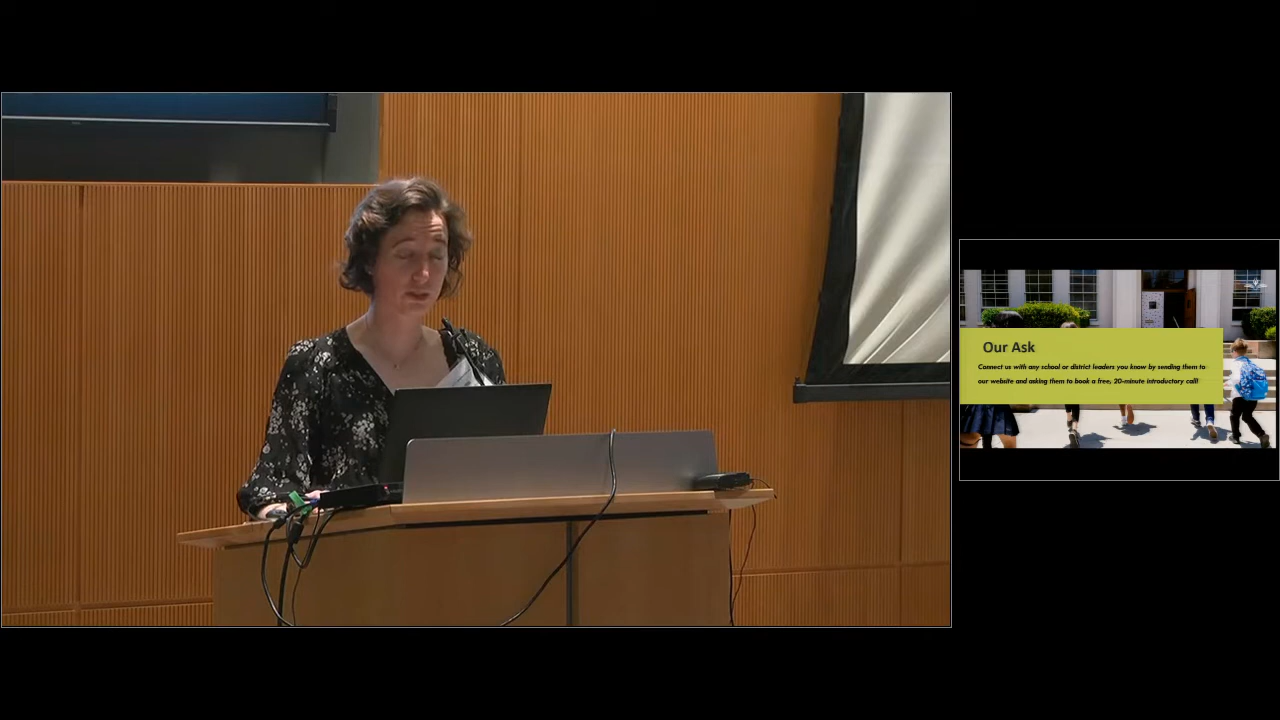 Our Ask
Connect us with any school or district leaders you know by sending them to
our website and asking them to book a free, 20-minute introductory call!